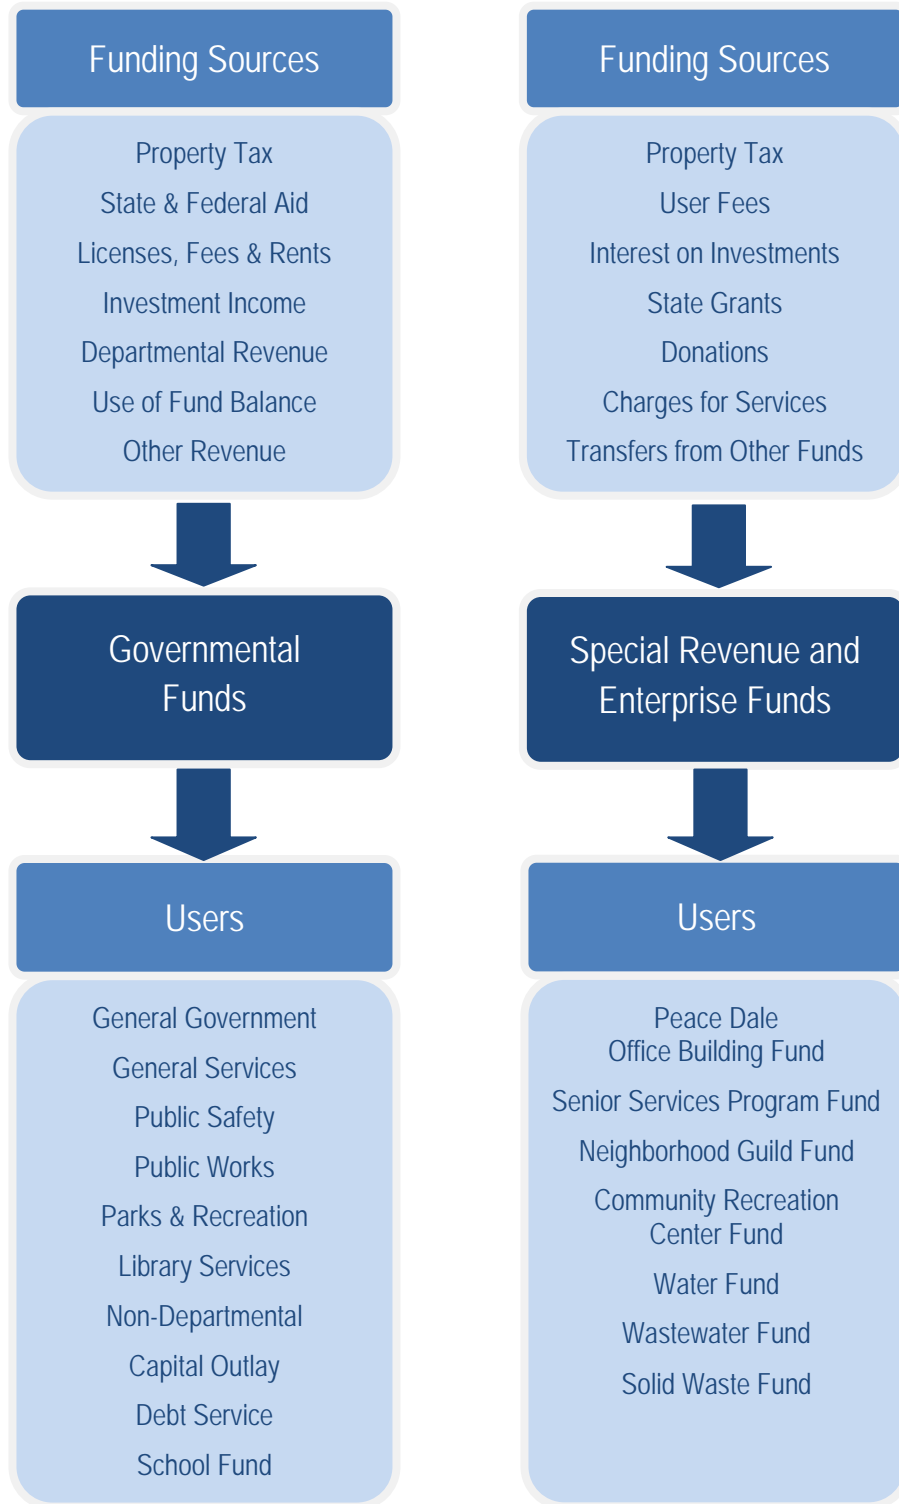 Funding Sources
Property Tax
State & Federal Aid
Licenses, Fees & Rents
Investment Income
Departmental Revenue
Use of Fund Balance
Other Revenue
Governmental
Funds
Users
General Government
General Services
Public Safety
Public Works
Parks & Recreation
Library Services
Non-Departmental
Capital Outlay
Debt Service
School Fund
Funding Sources
Property Tax
User Fees
Interest on Investments
State Grants
Donations
Charges for Services
Transfers from Other Funds
Special Revenue and
Enterprise Funds
Users
Peace Dale
Office Building Fund
Senior Services Program Fund
Neighborhood Guild Fund
Community Recreation
Center Fund
Water Fund
Wastewater Fund
Solid Waste Fund